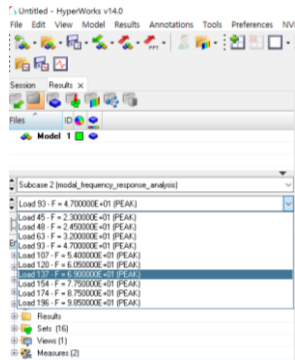 Untitled - HyperWorks v14.0
File Edit View Model Results Annotations Tools Preferences NVH
Session Results ×
Files ID
Model 1
Subcase 2 (modal_frequency_response_analysis)
Load 93 - F = 4.700000E+01 (PEAK)
Load 45 - F = 2.300000E+01 (PEAK)
Load 48 - F = 2.450000E+01 (PEAK)
Load 63 - F = 3.200000E+01 (PEAK)
Load 93 - F = 4.700000E+01 (PEAK)
Load 107 - F = 5.400000E+01 (PEAK)
Load 120 - F = 6.050000E+01 (PEAK)
Load 137 - F = 6.900000E+01 (PEAK)
Load 154 - F = 7.750000E+01 (PEAK)
Load 174 - F = 8.750000E+01 (PEAK)
Load 196 - F = 9.850000E+01 (PEAK)
Results
Sets (16)
Views (1)
Measures (2)